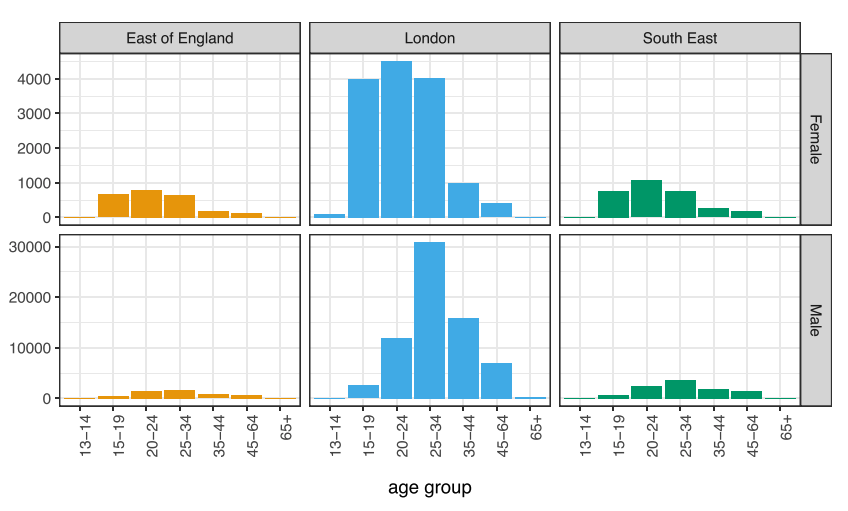 East of England London South East
4000
3000
2000
1000
0
Female
30000
20000
10000
0
Male
13−14 15−19 20−24 25−34 35−44 45−64 65+ 13−14 15−19 20−24 25−34 35−44 45−64 65+ 13−14 15−19 20−24 25−34 35−44 45−64 65+
age group